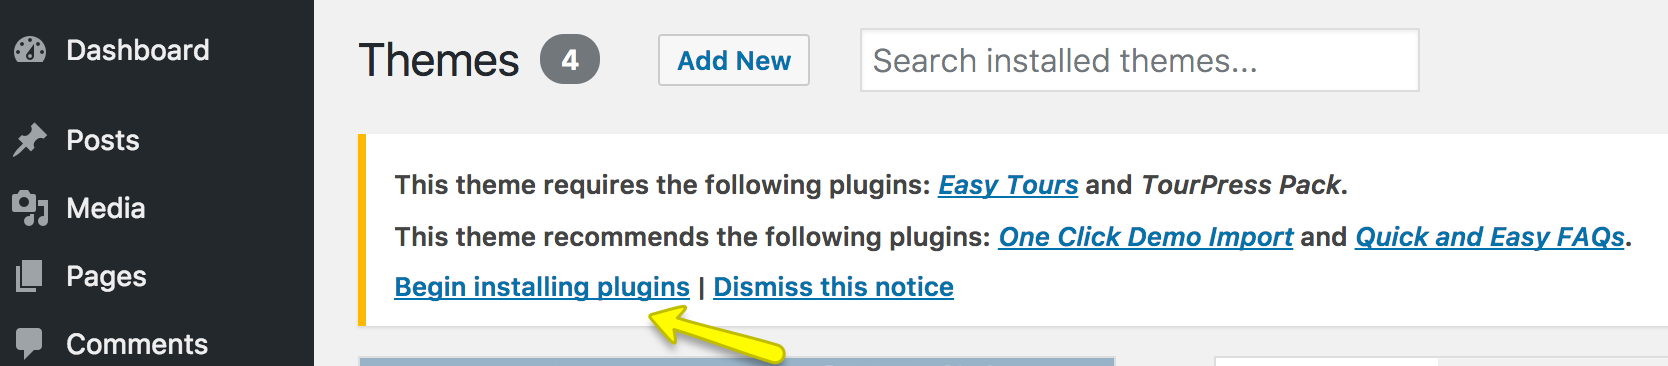 Dashboard
Posts
Media
Pages
Comments
Themes 4 Add New Search installed themes...
This theme requires the following plugins: Easy Tours and TourPress Pack.
This theme recommends the following plugins: One Click Demo Import and Quick and Easy FAQs.
Begin installing plugins | Dismiss this notice